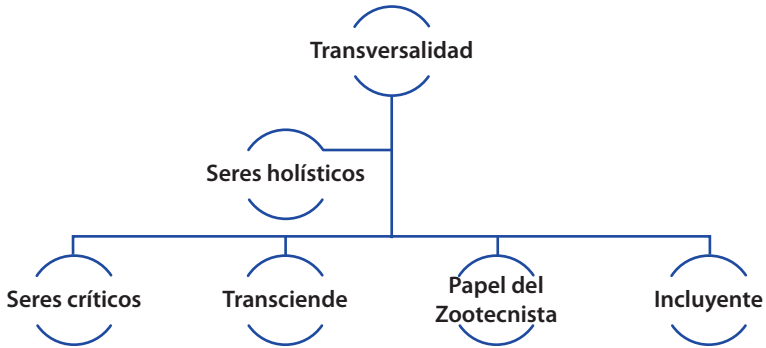 Transversalidad
Seres holísticos
Seres críticos
Transciende
Papel del
Zootecnista
Incluyente